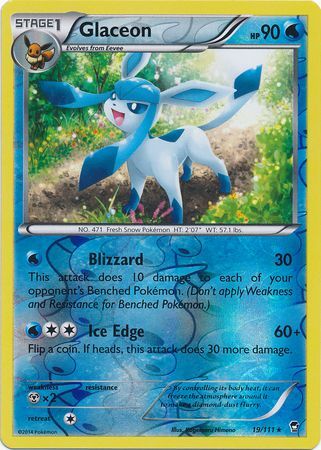 STAGE1
Glaceon
HP 90
Evolves from Eevee
NO. 471 Fresh Snow Pokémon HT: 2'07" WT: 57.1 lbs.
Blizzard 30
This attack does 10 damage to each of your
opponent's Benched Pokémon. (Don't apply Weakness
and Resistance for Benched Pokémon.)
Ice Edge 60+
Flip a coin. If heads, this attack does 30 more damage.
weakness resistance
×2
retreat
By controlling its body heat, it can
freeze the atmosphere around it to
make a diamond-dust flurry.
Illus. Kagemaru Himeno
19/111 ★
©2014 Pokémon